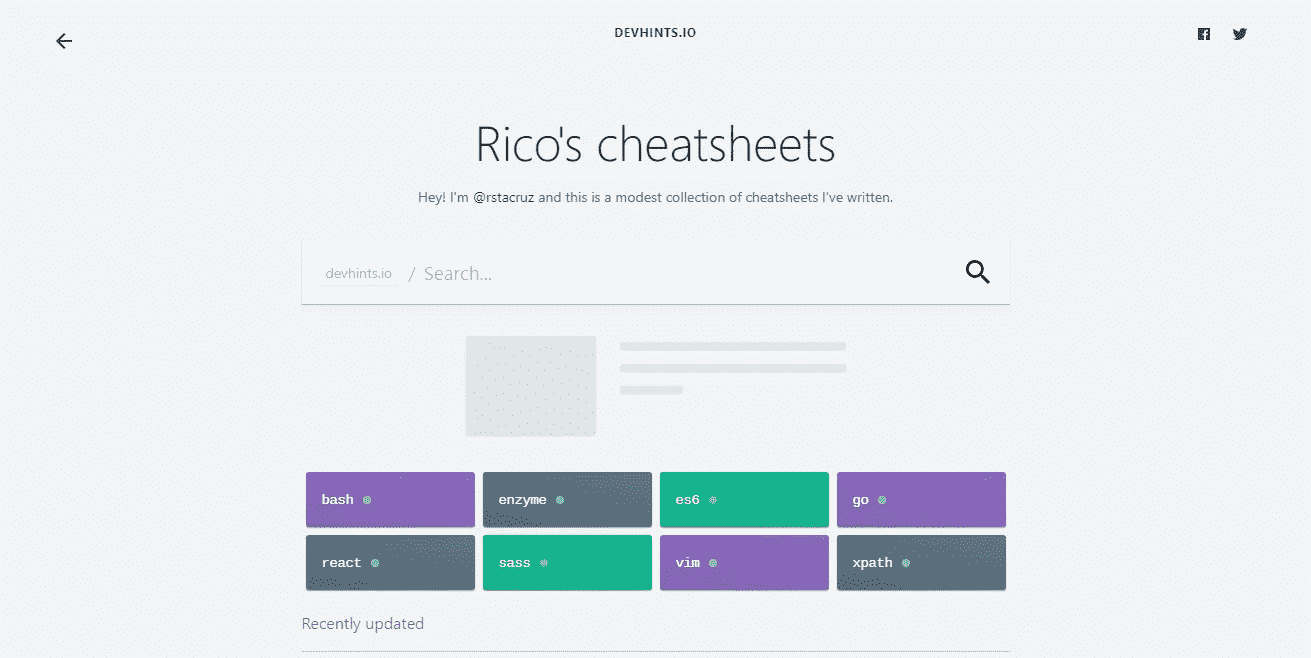 DEVHINTS.IO
Rico's cheatsheets
Hey! I'm @rstacruz and this is a modest collection of cheatsheets I've written.
devhints.io / Search...
bash enzyme es6 go
react sass vim xpath
Recently updated